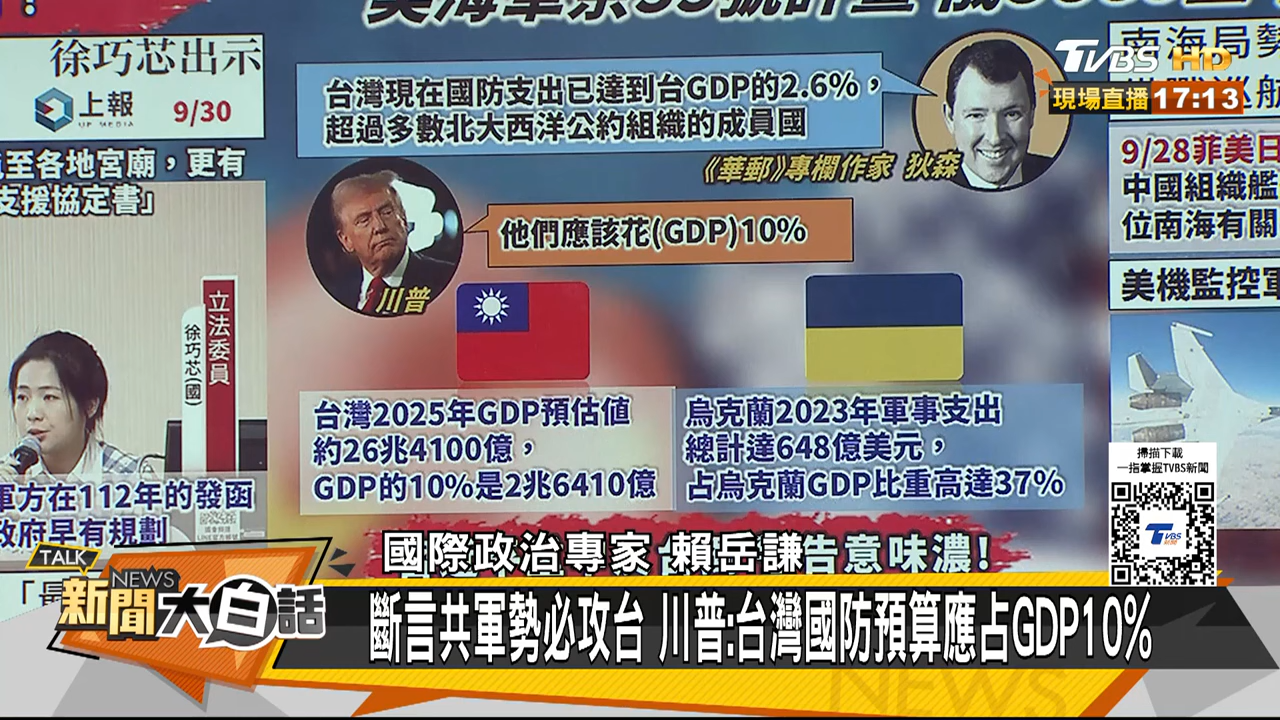 徐巧芯出示
上報
UP MEDIA
9/30
至各地宮廟,更有
支援協定書」
立法委員
徐巧芯(國)
軍方在112年的發函
政府早有規劃
台灣現在國防支出已達到台GDP的2.6%,
超過多數北大西洋公約組織的成員國
《華郵》專欄作家 狄森
他們應該花(GDP)10%
川普
台灣2025年GDP預估值
約26兆4100億,
GDP的10%是2兆6410億
烏克蘭2023年軍事支出
總計達648億美元,
占烏克蘭GDP比重高達37%
告意味濃!
南海局勢
9/28菲美日
中國組織艦
位南海有關
美機監控軍
TVBS HD
現場直播 17:13
掃描下載
一指掌握TVBS新聞
TVBS
新聞
國際政治專家 賴岳謙
TALK
NEWS
新聞大白話
斷言共軍勢必攻台 川普:台灣國防預算應占GDP10%
NEWS